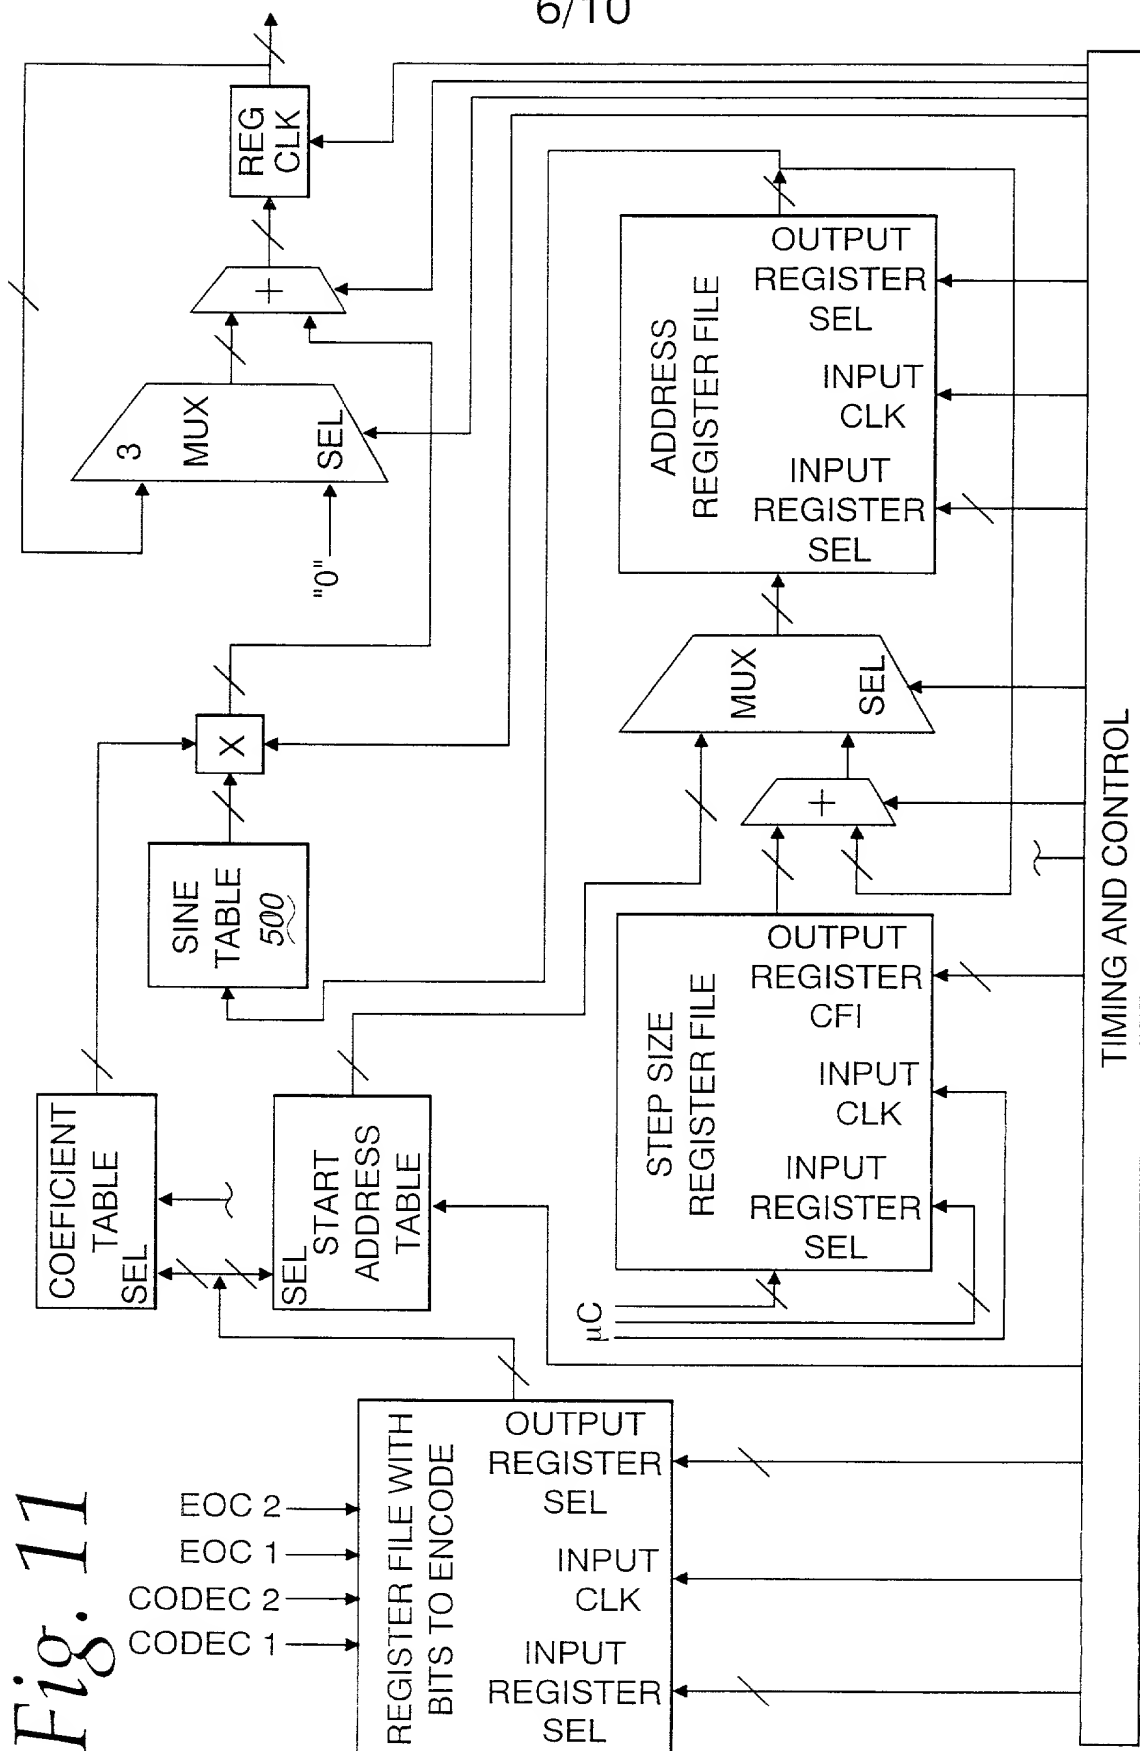 6/10
REG
CLK
+
3
MUX
SEL
"0"
X
SINE
TABLE
500
COEFICIENT
TABLE
SEL
SEL
START
ADDRESS
TABLE
ADDRESS
REGISTER FILE
OUTPUT
REGISTER
SEL
INPUT
CLK
INPUT
REGISTER
SEL
MUX
SEL
+
STEP SIZE
REGISTER FILE
OUTPUT
REGISTER
CFI
INPUT
CLK
INPUT
REGISTER
SEL
µC
EOC 2
EOC 1
CODEC 2
CODEC 1
REGISTER FILE WITH
BITS TO ENCODE
OUTPUT
REGISTER
SEL
INPUT
CLK
INPUT
REGISTER
SEL
TIMING AND CONTROL
Fig. 11